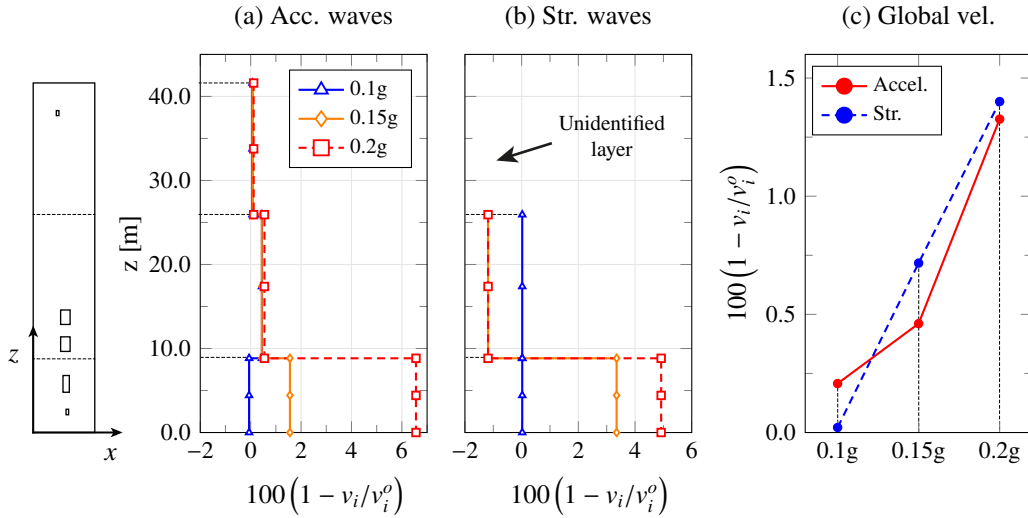 (a) Acc. waves
(b) Str. waves
(c) Global vel.
z
x
z [m]
40.0
30.0
20.0
10.0
0.0
0.1g
0.15g
0.2g
−2 0 2 4 6
100 (1 − v_i/v_i^o)
Unidentified
layer
−2 0 2 4 6
100 (1 − v_i/v_i^o)
100 (1 − v_i/v_i^o)
1.5
1.0
0.5
0.0
Accel.
Str.
0.1g 0.15g 0.2g